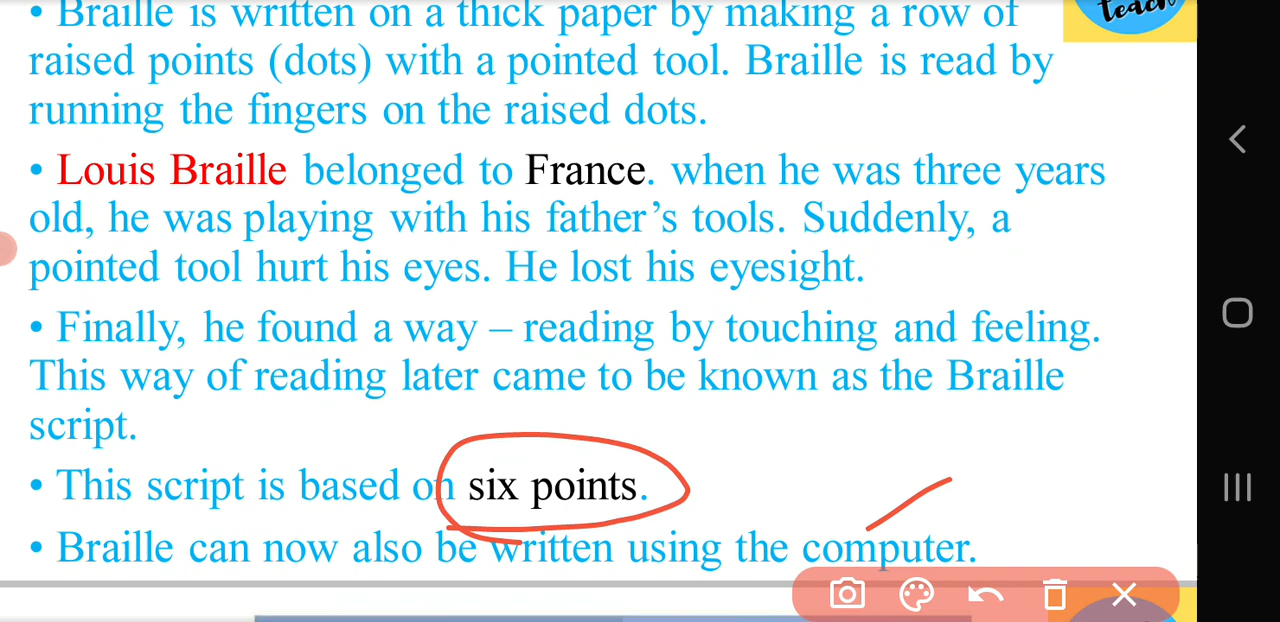 • Braille is written on a thick paper by making a row of
raised points (dots) with a pointed tool. Braille is read by
running the fingers on the raised dots.
• Louis Braille belonged to France. when he was three years
old, he was playing with his father’s tools. Suddenly, a
pointed tool hurt his eyes. He lost his eyesight.
• Finally, he found a way – reading by touching and feeling.
This way of reading later came to be known as the Braille
script.
• This script is based on six points.
• Braille can now also be written using the computer.
teach